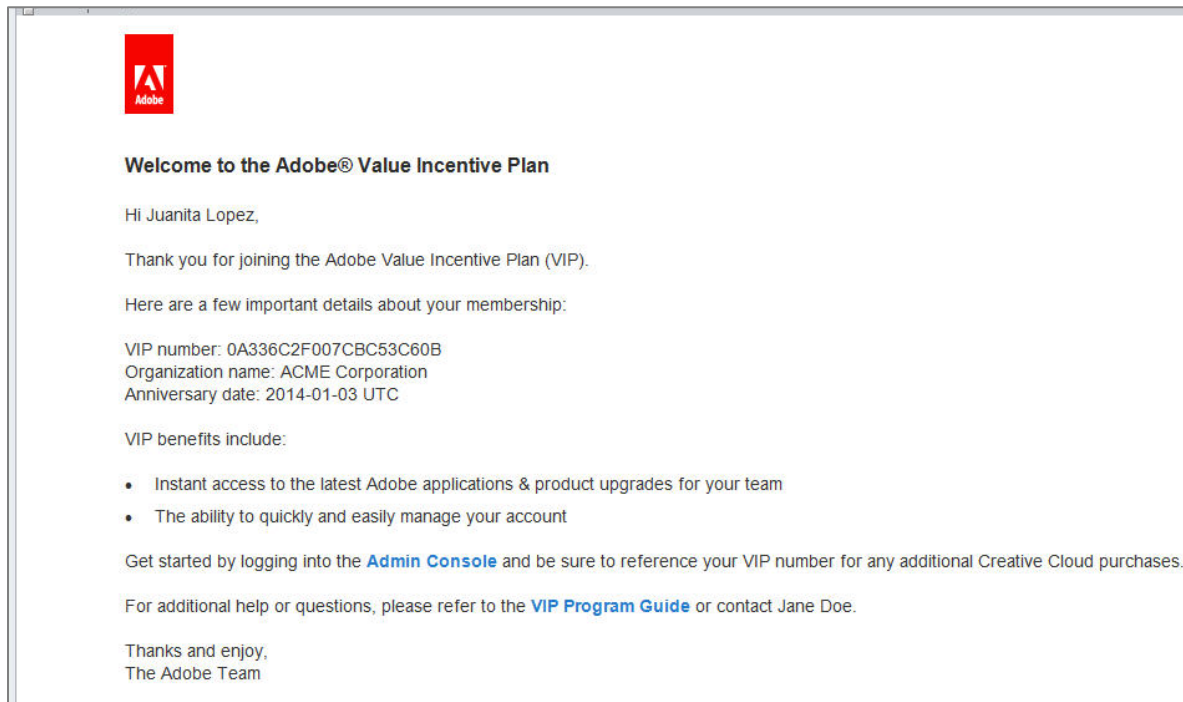 Adobe
Welcome to the Adobe® Value Incentive Plan
Hi Juanita Lopez,
Thank you for joining the Adobe Value Incentive Plan (VIP).
Here are a few important details about your membership:
VIP number: 0A336C2F007CBC53C60B
Organization name: ACME Corporation
Anniversary date: 2014-01-03 UTC
VIP benefits include:
• Instant access to the latest Adobe applications & product upgrades for your team
• The ability to quickly and easily manage your account
Get started by logging into the Admin Console and be sure to reference your VIP number for any additional Creative Cloud purchases.
For additional help or questions, please refer to the VIP Program Guide or contact Jane Doe.
Thanks and enjoy,
The Adobe Team